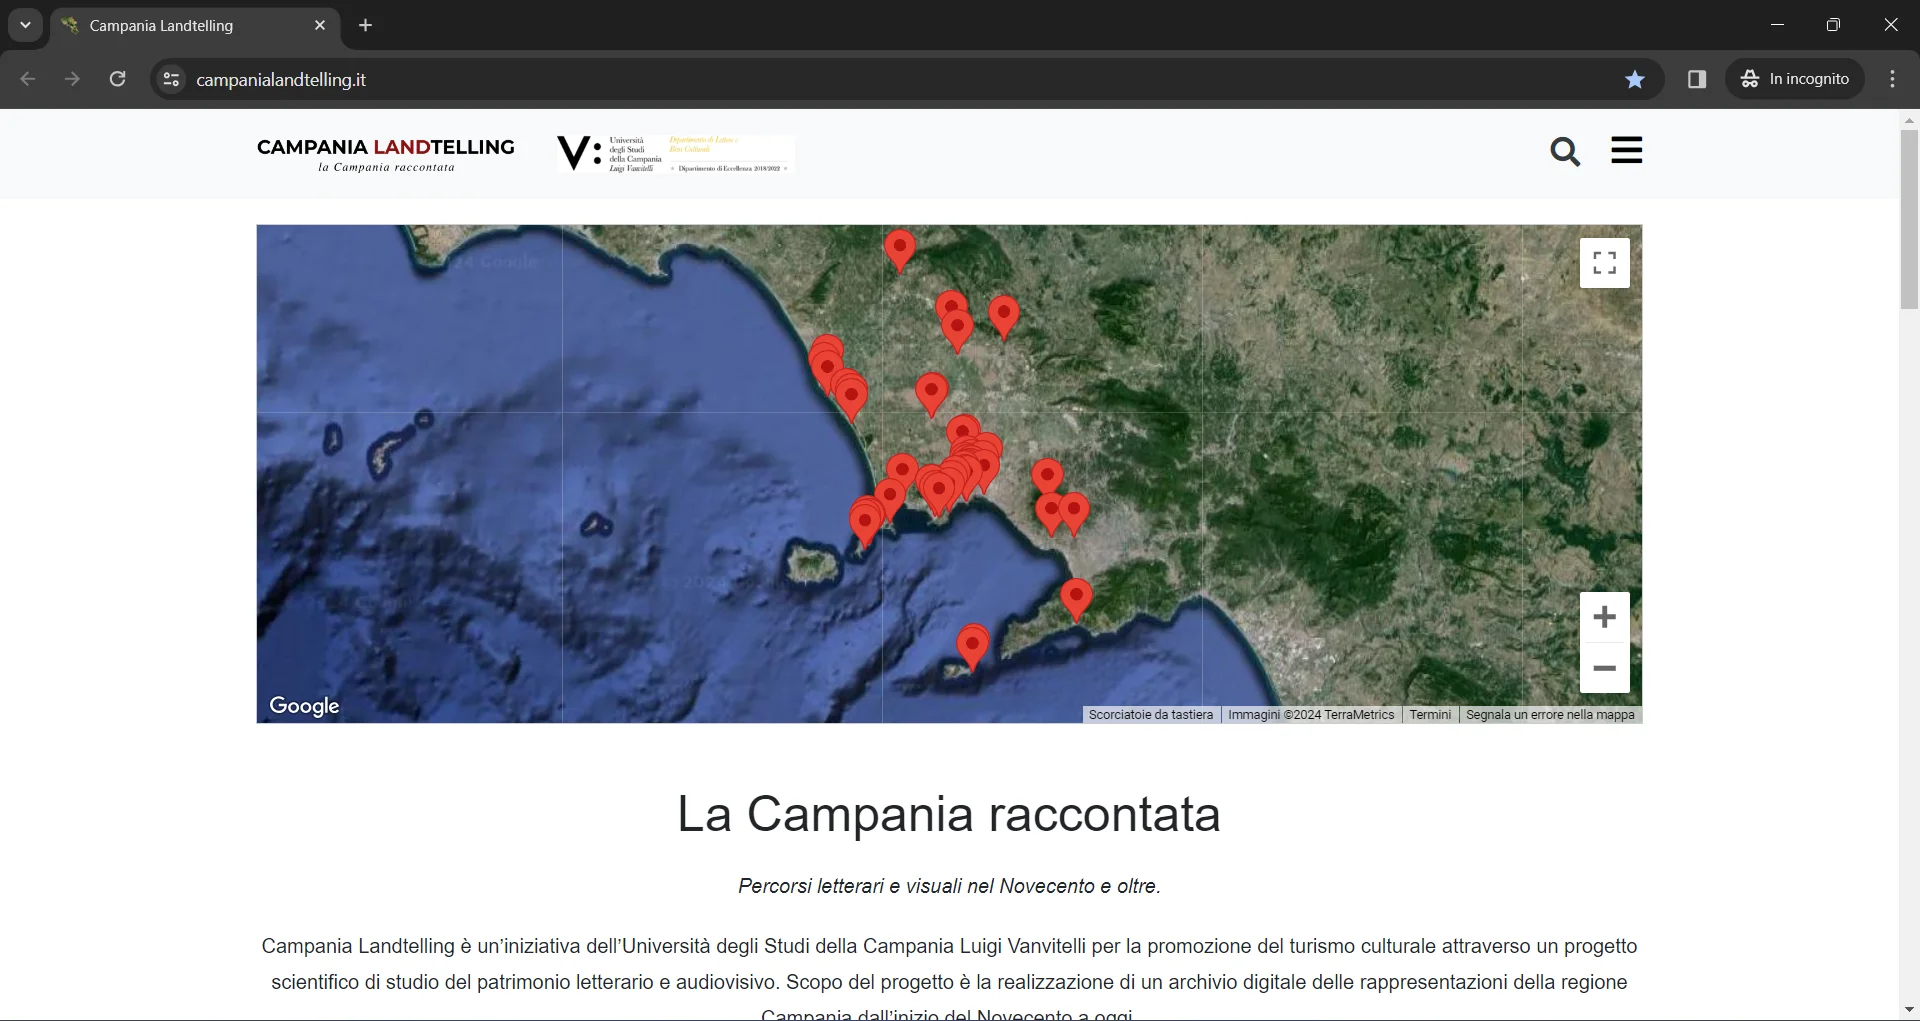 Campania Landtelling
campanialandtelling.it
In incognito
CAMPANIA LANDTELLING
la Campania raccontata
V:
Università
degli Studi
della Campania
Luigi Vanvitelli
Dipartimento di Lettere e
Beni Culturali
Dipartimento di Eccellenza 2018/2022
Google
Scorciatoie da tastiera
Immagini ©2024 TerraMetrics
Termini
Segnala un errore nella mappa
La Campania raccontata
Percorsi letterari e visuali nel Novecento e oltre.
Campania Landtelling è un’iniziativa dell’Università degli Studi della Campania Luigi Vanvitelli per la promozione del turismo culturale attraverso un progetto
scientifico di studio del patrimonio letterario e audiovisivo. Scopo del progetto è la realizzazione di un archivio digitale delle rappresentazioni della regione
Campania dall’inizio del Novecento a oggi.